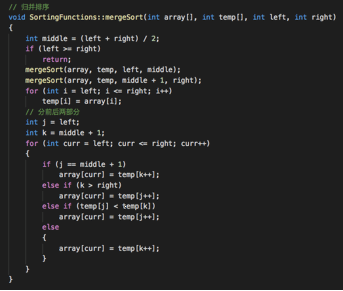 // 归并排序
void SortingFunctions::mergeSort(int array[], int temp[], int left, int right)
{
    int middle = (left + right) / 2;
    if (left >= right)
        return;
    mergeSort(array, temp, left, middle);
    mergeSort(array, temp, middle + 1, right);
    for (int i = left; i <= right; i++)
        temp[i] = array[i];
    // 分前后两部分
    int j = left;
    int k = middle + 1;
    for (int curr = left; curr <= right; curr++)
    {
        if (j == middle + 1)
            array[curr] = temp[k++];
        else if (k > right)
            array[curr] = temp[j++];
        else if (temp[j] < temp[k])
            array[curr] = temp[j++];
        else
        {
            array[curr] = temp[k++];
        }
    }
}